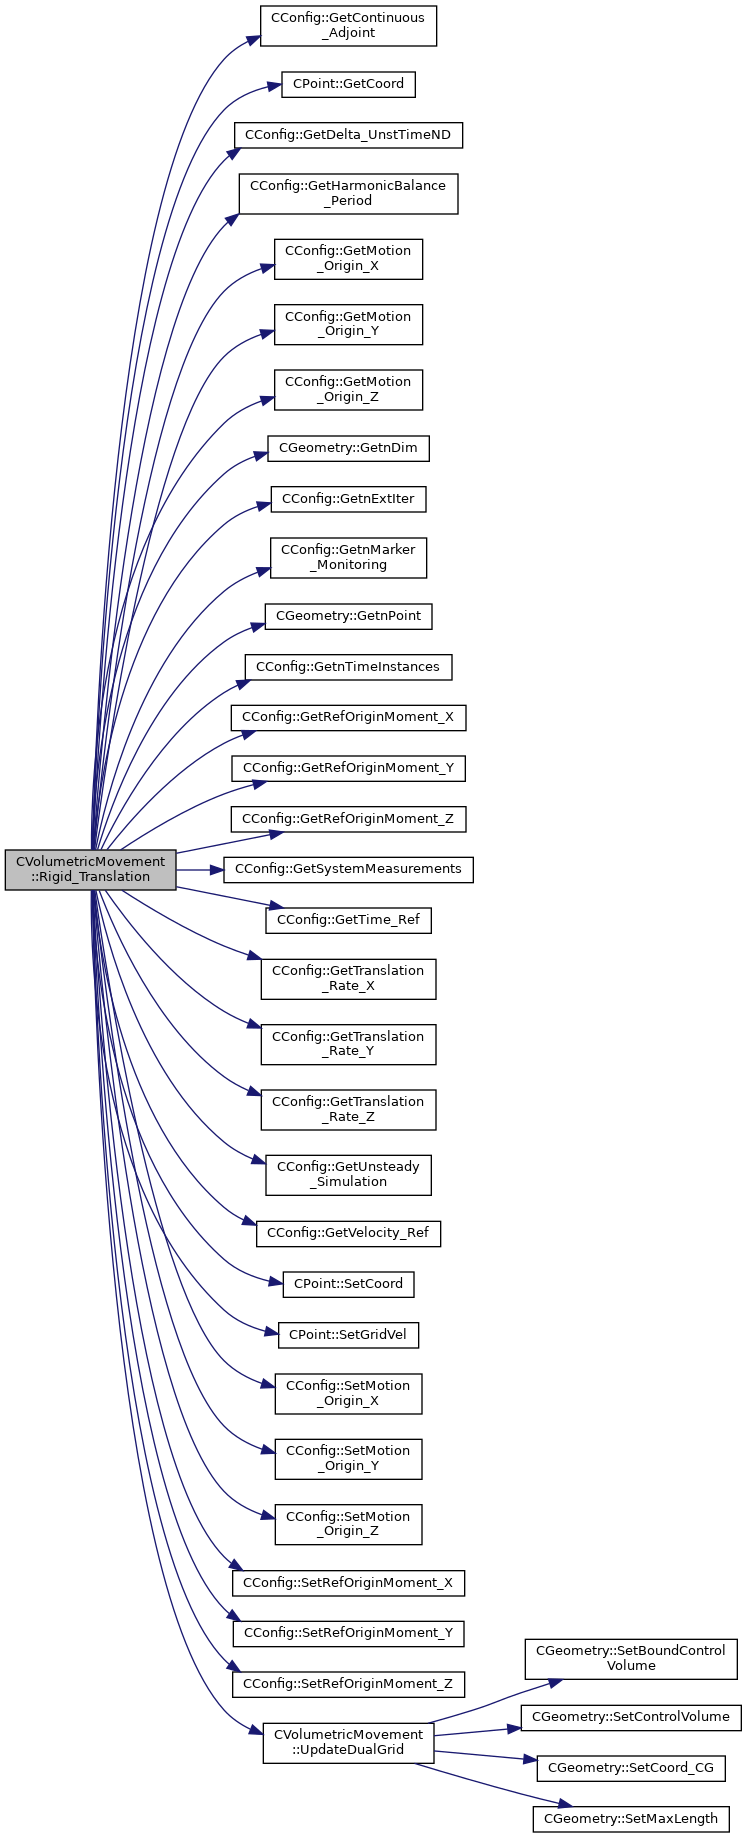 CConfig::GetContinuous
_Adjoint
CPoint::GetCoord
CConfig::GetDelta_UnstTimeND
CConfig::GetHarmonicBalance
_Period
CConfig::GetMotion
_Origin_X
CConfig::GetMotion
_Origin_Y
CConfig::GetMotion
_Origin_Z
CGeometry::GetnDim
CConfig::GetnExtIter
CConfig::GetnMarker
_Monitoring
CGeometry::GetnPoint
CConfig::GetnTimeInstances
CConfig::GetRefOriginMoment_X
CConfig::GetRefOriginMoment_Y
CConfig::GetRefOriginMoment_Z
CVolumetricMovement
::Rigid_Translation
CConfig::GetSystemMeasurements
CConfig::GetTime_Ref
CConfig::GetTranslation
_Rate_X
CConfig::GetTranslation
_Rate_Y
CConfig::GetTranslation
_Rate_Z
CConfig::GetUnsteady
_Simulation
CConfig::GetVelocity_Ref
CPoint::SetCoord
CPoint::SetGridVel
CConfig::SetMotion
_Origin_X
CConfig::SetMotion
_Origin_Y
CConfig::SetMotion
_Origin_Z
CConfig::SetRefOriginMoment_X
CConfig::SetRefOriginMoment_Y
CConfig::SetRefOriginMoment_Z
CVolumetricMovement
::UpdateDualGrid
CGeometry::SetBoundControl
Volume
CGeometry::SetControlVolume
CGeometry::SetCoord_CG
CGeometry::SetMaxLength